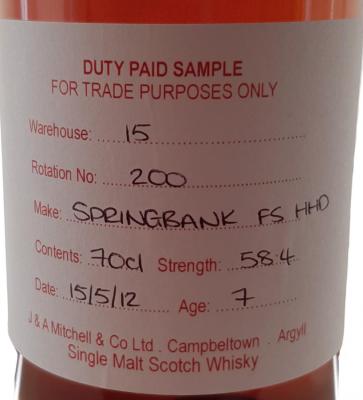 DUTY PAID SAMPLE
FOR TRADE PURPOSES ONLY
Warehouse: 15
Rotation No: 200
Make: SPRINGBANK FS HHD
Contents: 70cl Strength: 58.4
Date: 15/5/12 Age: 7
J & A Mitchell & Co Ltd . Campbeltown . Argyll
Single Malt Scotch Whisky